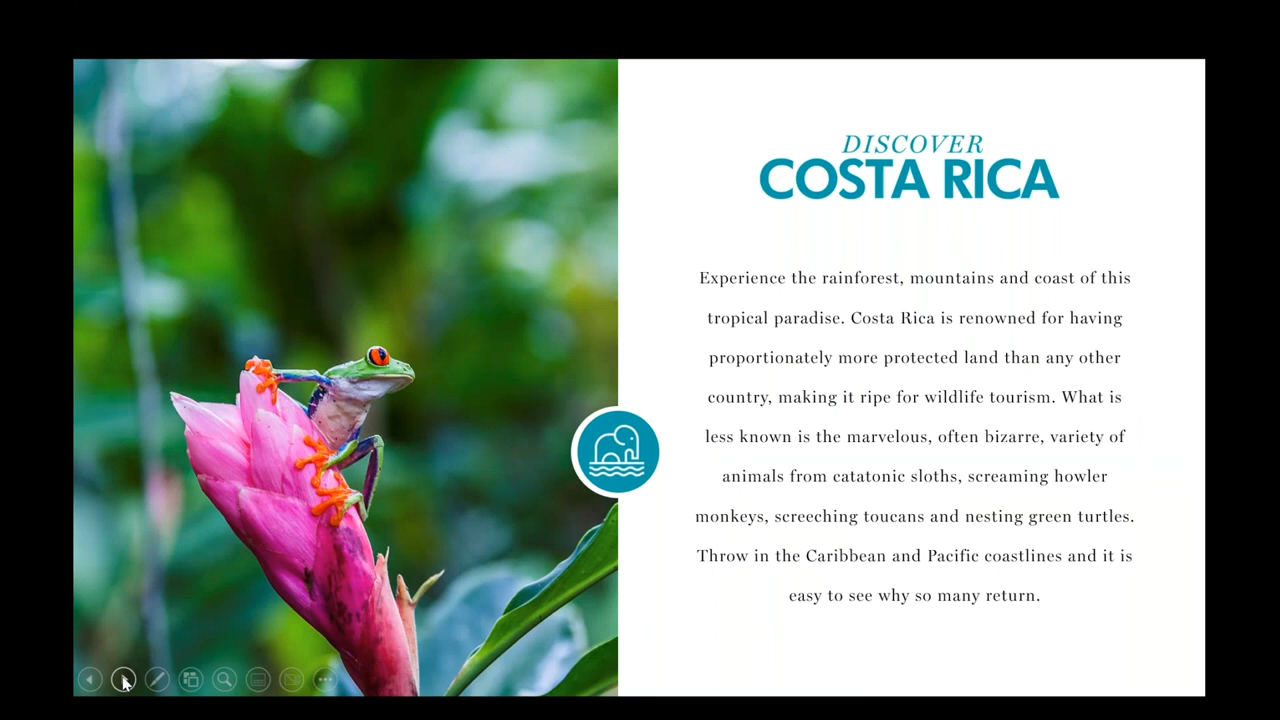 DISCOVER
COSTA RICA
Experience the rainforest, mountains and coast of this
tropical paradise. Costa Rica is renowned for having
proportionately more protected land than any other
country, making it ripe for wildlife tourism. What is
less known is the marvelous, often bizarre, variety of
animals from catatonic sloths, screaming howler
monkeys, screeching toucans and nesting green turtles.
Throw in the Caribbean and Pacific coastlines and it is
easy to see why so many return.